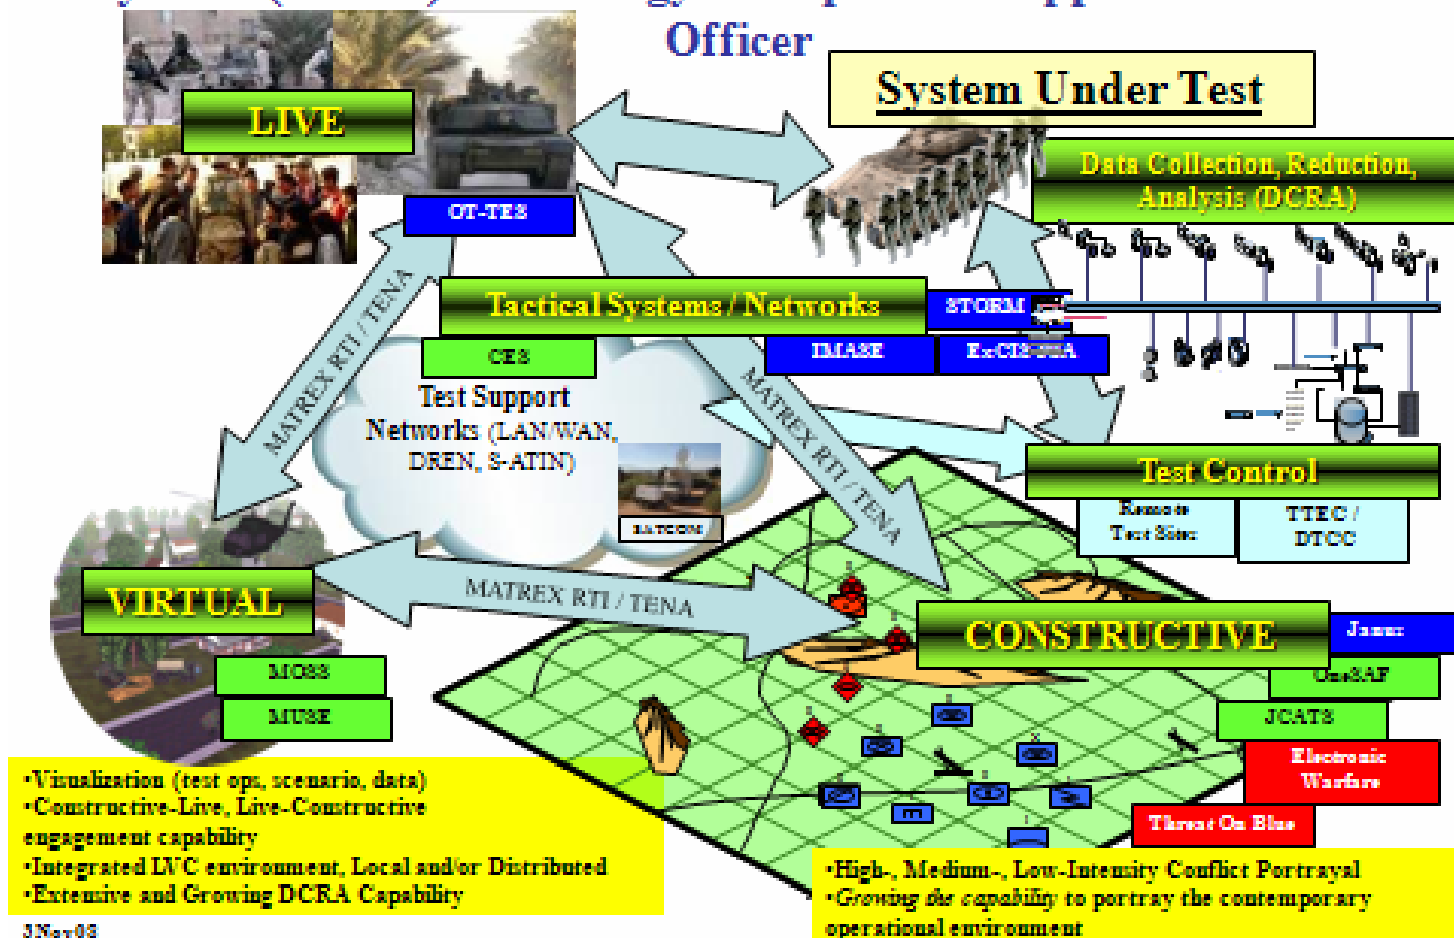 Officer
System Under Test
LIVE
Data Collection, Reduction,
Analysis (DCRA)
OT-TES
MATREX RTI / TENA
Tactical Systems / Networks
STORM
CES
IMASE
Test Support
Networks (LAN/WAN,
DREN, S-ATIN)
SATCOM
MATREX RTI / TENA
Test Control
Remote
Test Sites
TTEC /
DTCC
VIRTUAL
MATREX RTI / TENA
CONSTRUCTIVE
Janus
OneSAF
JCATS
MOSS
MUSE
Electronic
Warfare
Threat On Blue
•Visualization (test ops, scenario, data)
•Constructive-Live, Live-Constructive
engagement capability
•Integrated LVC environment, Local and/or Distributed
•Extensive and Growing DCRA Capability
•High-, Medium-, Low-Intensity Conflict Portrayal
•Growing the capability to portray the contemporary
operational environment
3Nov08